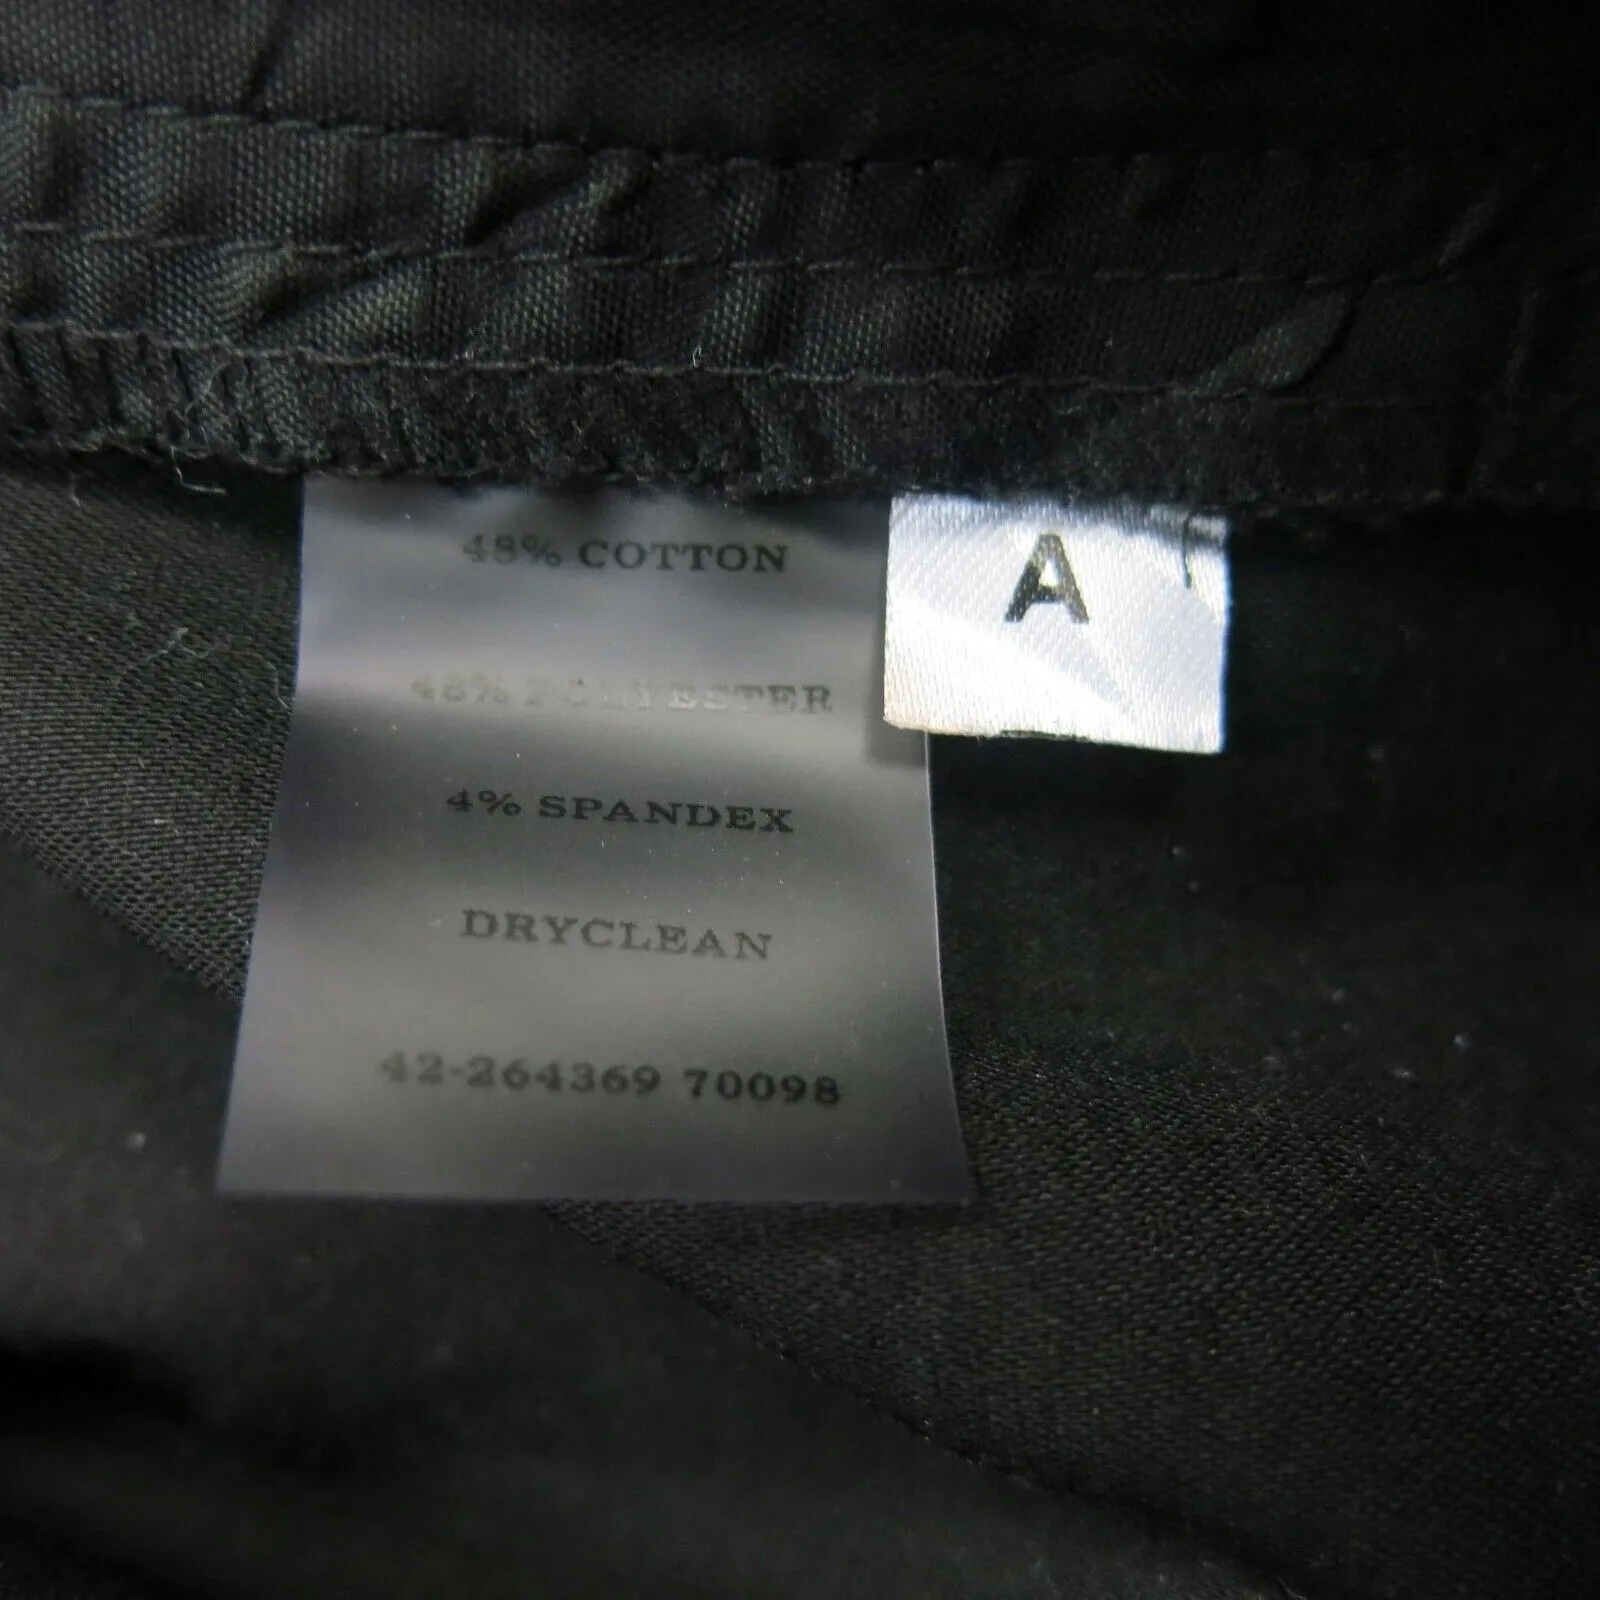 48% COTTON
48% POLYESTER
4% SPANDEX
DRYCLEAN
42-264369 70098
A